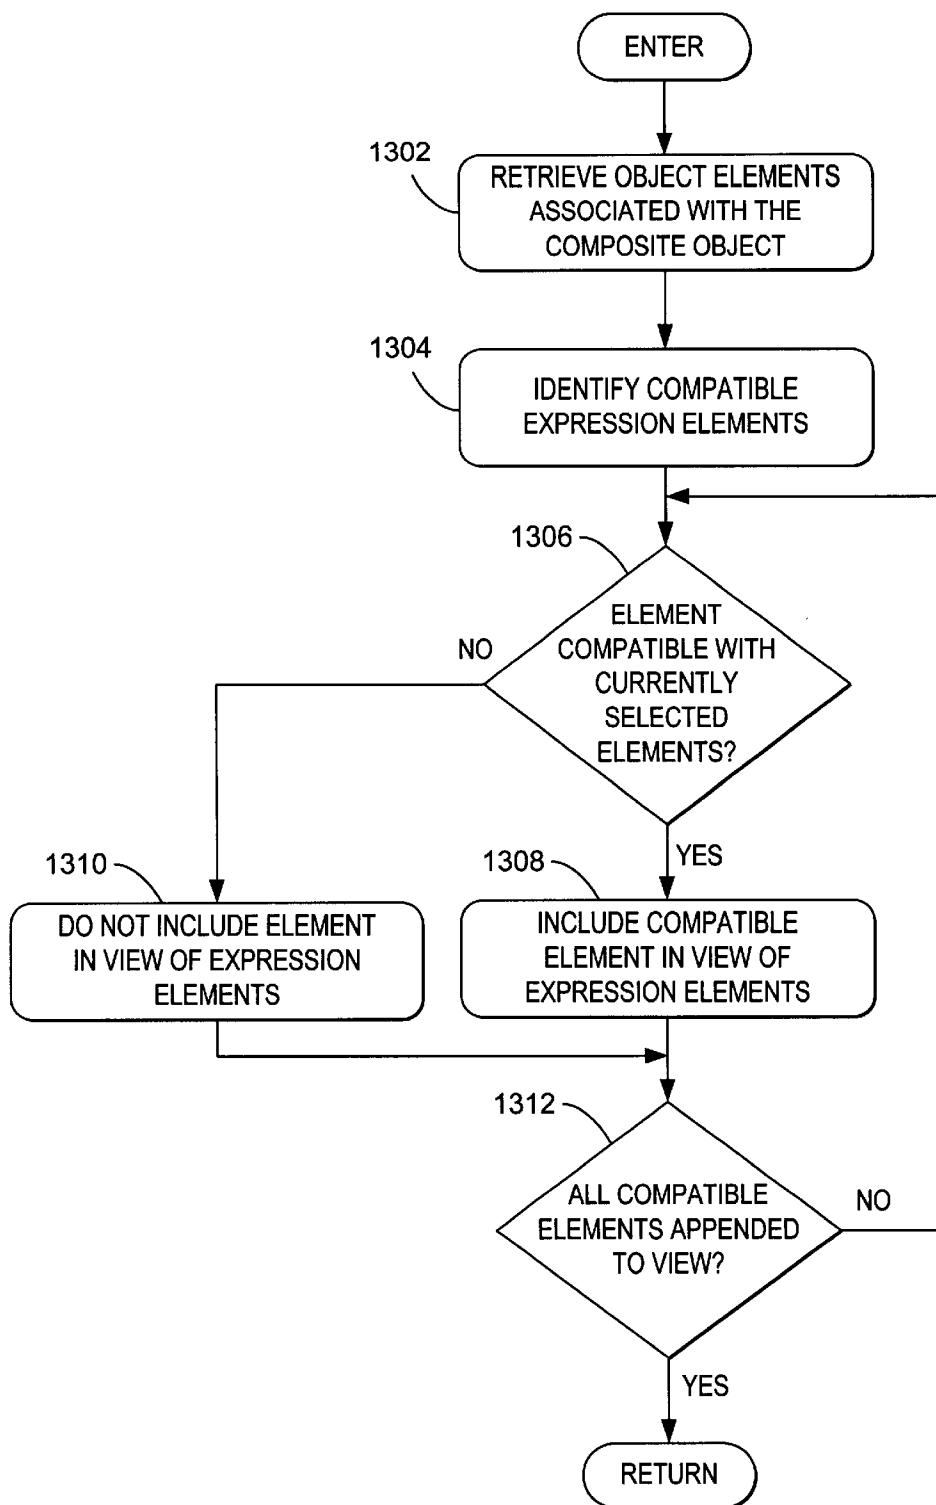 ENTER
1302
RETRIEVE OBJECT ELEMENTS
ASSOCIATED WITH THE
COMPOSITE OBJECT
1304
IDENTIFY COMPATIBLE
EXPRESSION ELEMENTS
1306
ELEMENT
COMPATIBLE WITH
CURRENTLY
SELECTED
ELEMENTS?
NO
YES
1310
DO NOT INCLUDE ELEMENT
IN VIEW OF EXPRESSION
ELEMENTS
1308
INCLUDE COMPATIBLE
ELEMENT IN VIEW OF
EXPRESSION ELEMENTS
1312
ALL COMPATIBLE
ELEMENTS APPENDED
TO VIEW?
NO
YES
RETURN